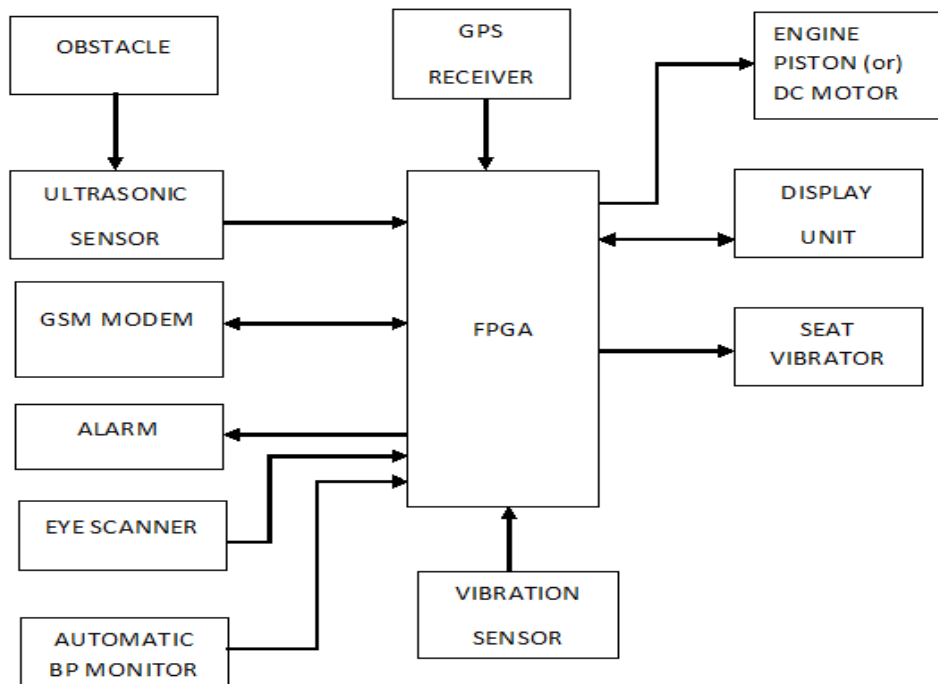 OBSTACLE
GPS
RECEIVER
ENGINE
PISTON (or)
DC MOTOR
ULTRASONIC
SENSOR
DISPLAY
UNIT
GSM MODEM
FPGA
SEAT
VIBRATOR
ALARM
EYE SCANNER
VIBRATION
SENSOR
AUTOMATIC
BP MONITOR